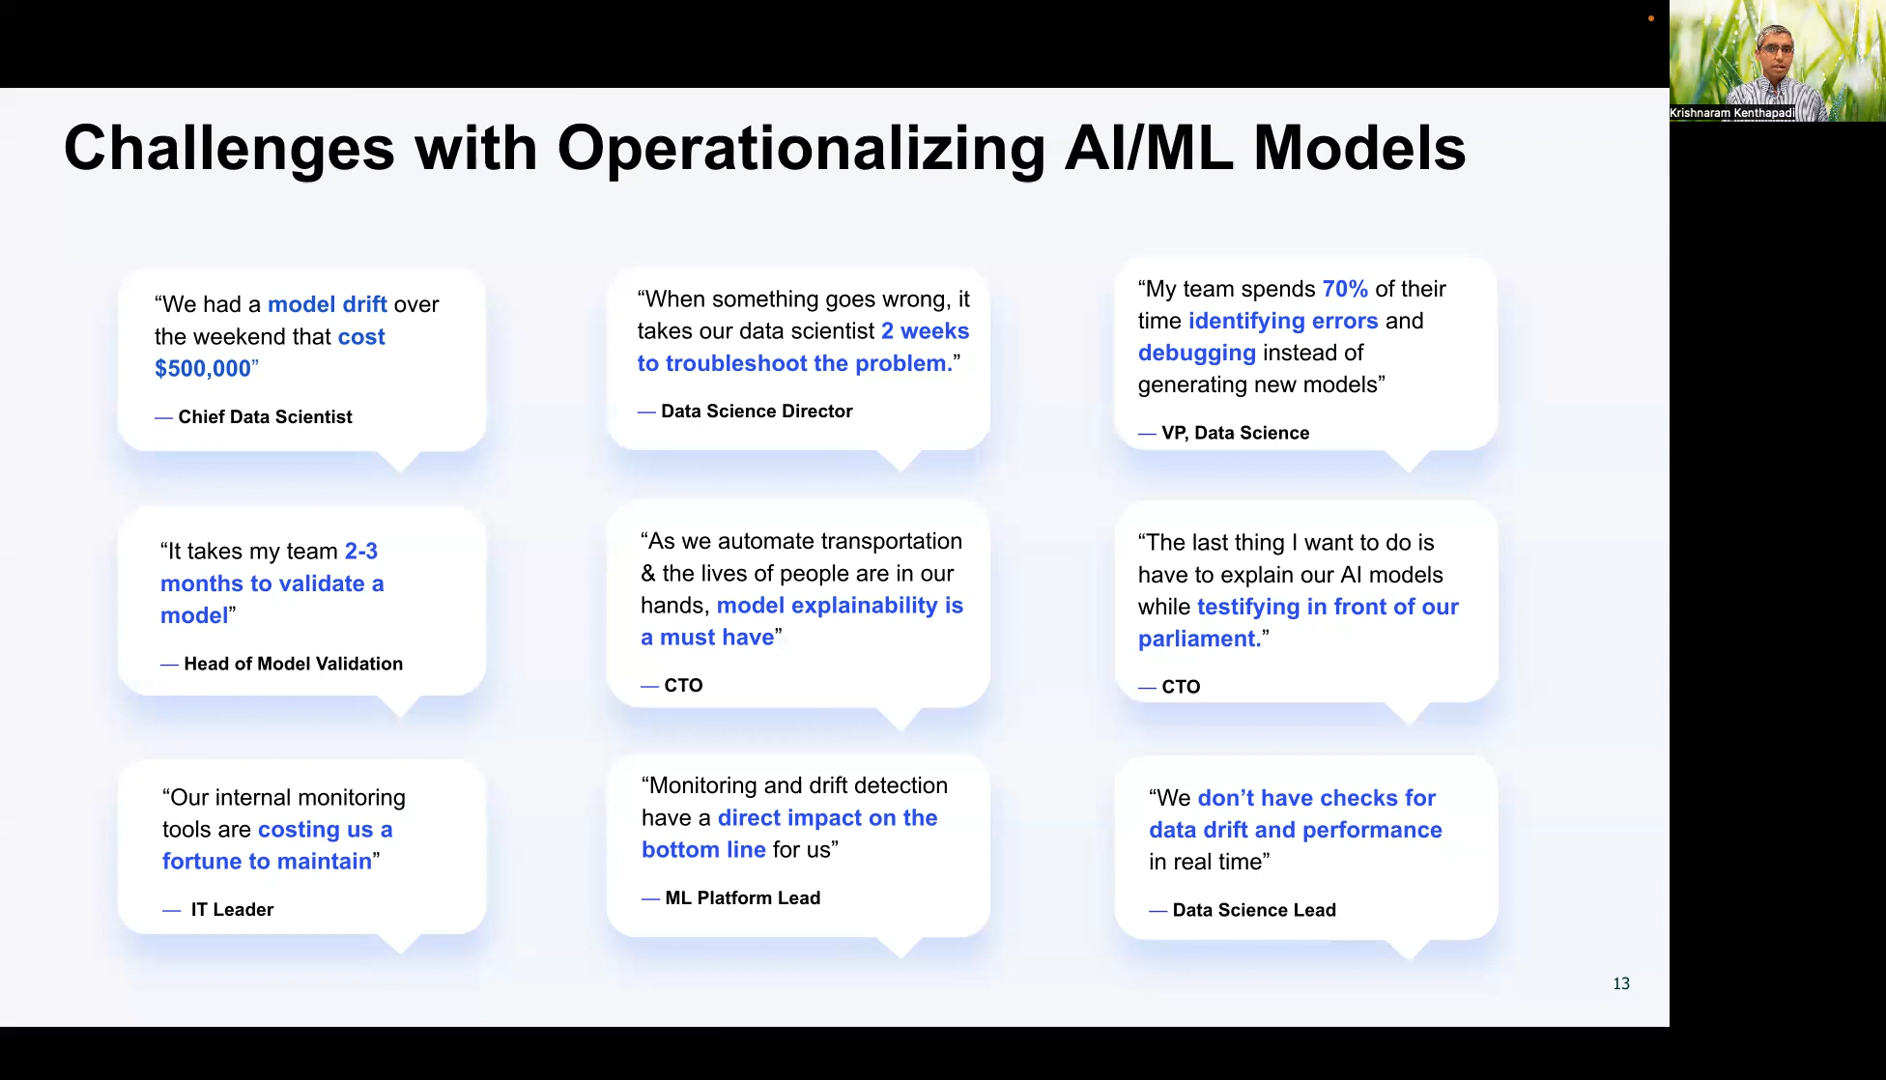 Krishnaram Kenthapadi
Challenges with Operationalizing AI/ML Models
“We had a model drift over
the weekend that cost
$500,000”
— Chief Data Scientist
“When something goes wrong, it
takes our data scientist 2 weeks
to troubleshoot the problem.”
— Data Science Director
“My team spends 70% of their
time identifying errors and
debugging instead of
generating new models”
— VP, Data Science
“It takes my team 2-3
months to validate a
model”
— Head of Model Validation
“As we automate transportation
& the lives of people are in our
hands, model explainability is
a must have”
— CTO
“The last thing I want to do is
have to explain our AI models
while testifying in front of our
parliament.”
— CTO
“Our internal monitoring
tools are costing us a
fortune to maintain”
— IT Leader
“Monitoring and drift detection
have a direct impact on the
bottom line for us”
— ML Platform Lead
“We don’t have checks for
data drift and performance
in real time”
— Data Science Lead
13